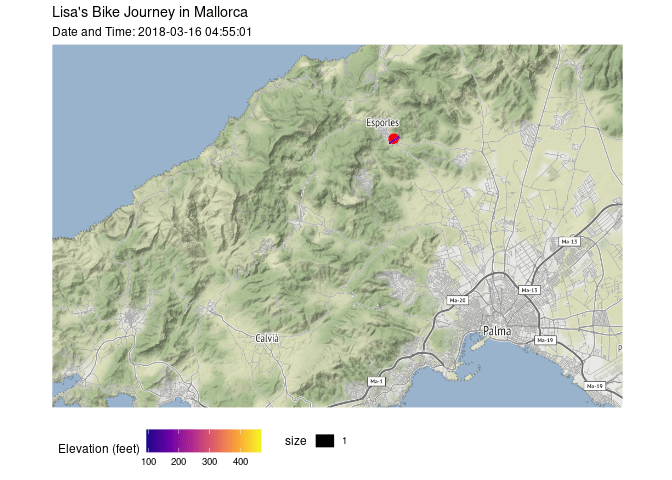 Lisa's Bike Journey in Mallorca
Date and Time: 2018-03-16 04:55:01
Esporles
Ma-13
Ma-13
Ma-20
Palma
Calvià
Ma-19
Ma-1
Ma-19
Elevation (feet)
100 200 300 400
size
1